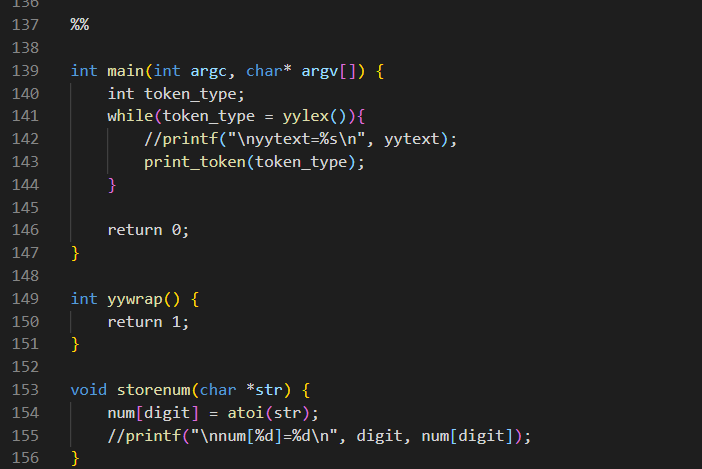 136
137 %%
138
139 int main(int argc, char* argv[]) {
140 int token_type;
141 while(token_type = yylex()){
142 //printf("\nyytext=%s\n", yytext);
143 print_token(token_type);
144 }
145
146 return 0;
147 }
148
149 int yywrap() {
150 return 1;
151 }
152
153 void storenum(char *str) {
154 num[digit] = atoi(str);
155 //printf("\nnum[%d]=%d\n", digit, num[digit]);
156 }